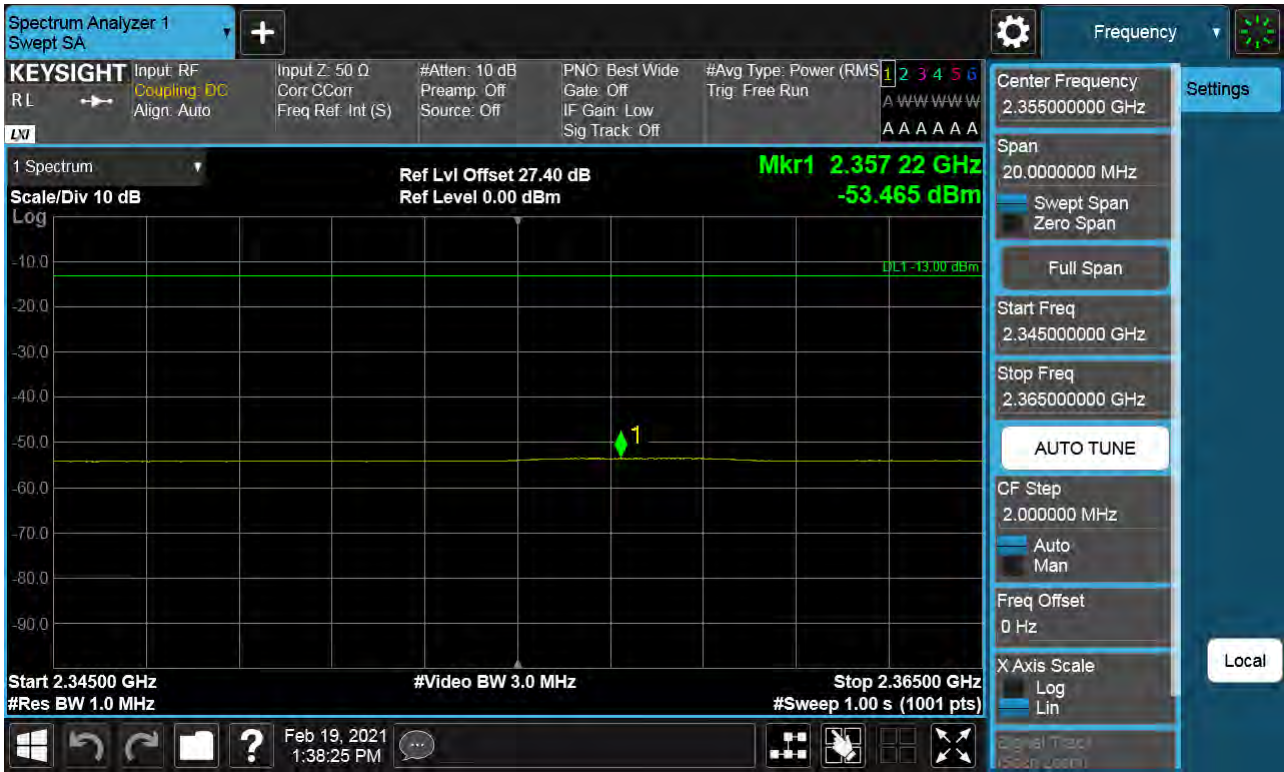 Spectrum Analyzer 1
Swept SA
Frequency
KEYSIGHT
R L
LXI
Input: RF
Coupling: DC
Align: Auto
Input Z: 50 Ω
Corr CCorr
Freq Ref: Int (S)
#Atten: 10 dB
Preamp: Off
Source: Off
PNO: Best Wide
Gate: Off
IF Gain: Low
Sig Track: Off
#Avg Type: Power (RMS
Trig: Free Run
1 2 3 4 5 6
A W W W W W
A A A A A A
1 Spectrum
Scale/Div 10 dB
Log
Ref Lvl Offset 27.40 dB
Ref Level 0.00 dBm
Mkr1 2.357 22 GHz
-53.465 dBm
DL1 -13.00 dBm
1
-10.0
-20.0
-30.0
-40.0
-50.0
-60.0
-70.0
-80.0
-90.0
Start 2.34500 GHz
#Res BW 1.0 MHz
#Video BW 3.0 MHz
Stop 2.36500 GHz
#Sweep 1.00 s (1001 pts)
Center Frequency
2.355000000 GHz
Span
20.0000000 MHz
Swept Span
Zero Span
Full Span
Start Freq
2.345000000 GHz
Stop Freq
2.365000000 GHz
AUTO TUNE
CF Step
2.000000 MHz
Auto
Man
Freq Offset
0 Hz
X Axis Scale
Log
Lin
Signal Track
(Span Zoom)
Settings
Local
?
Feb 19, 2021
1:38:25 PM